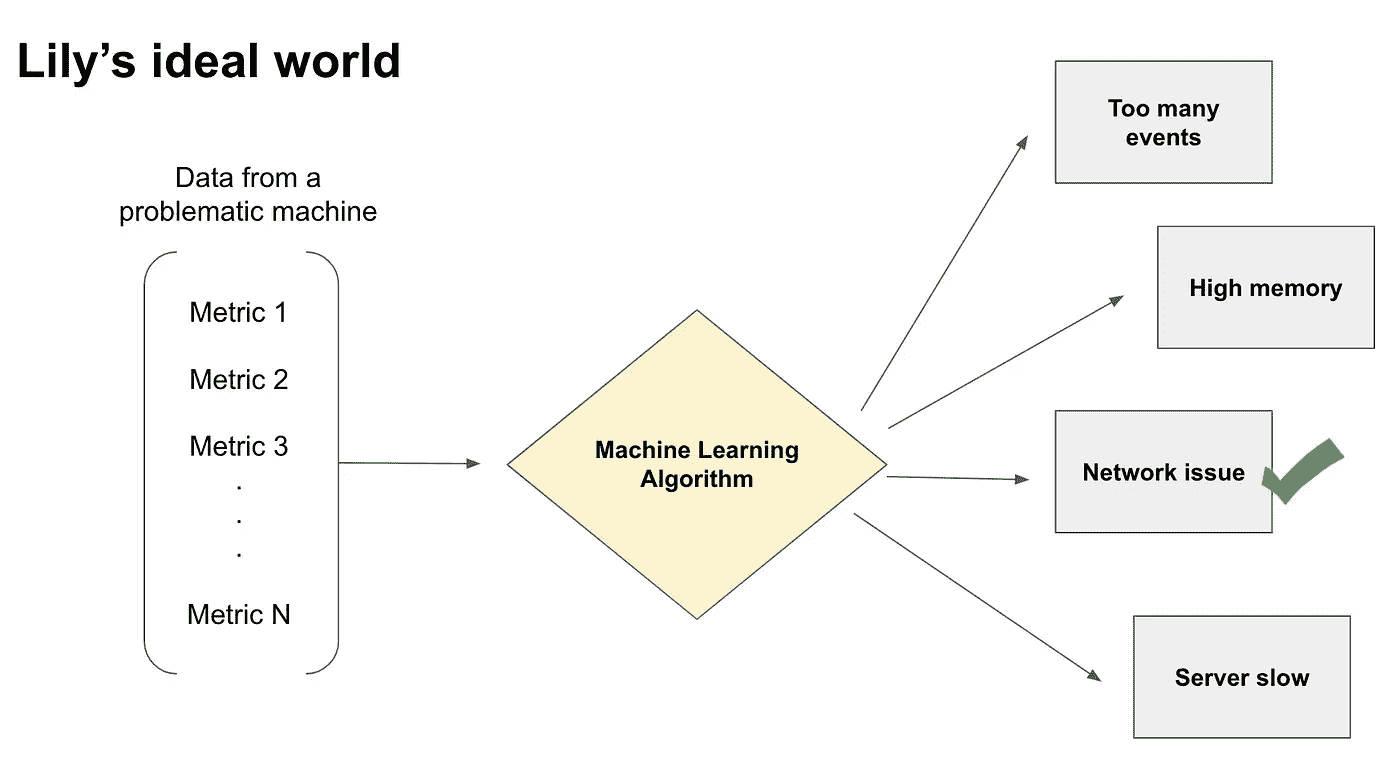 Lily’s ideal world
Data from a
problematic machine
Metric 1
Metric 2
Metric 3
.
.
.
Metric N
Machine Learning
Algorithm
Too many
events
High memory
Network issue
Server slow